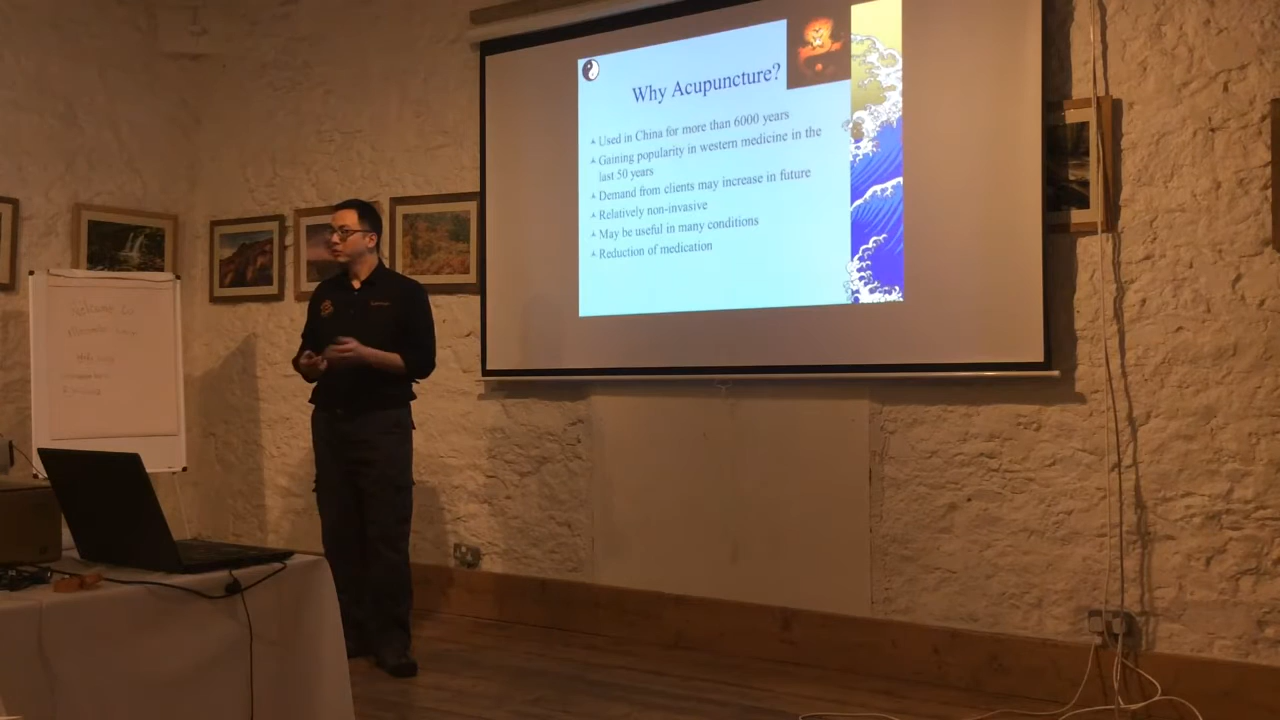 Why Acupuncture?
Used in China for more than 6000 years
Gaining popularity in western medicine in the
last 50 years
Demand from clients may increase in future
Relatively non-invasive
May be useful in many conditions
Reduction of medication
Welcome to